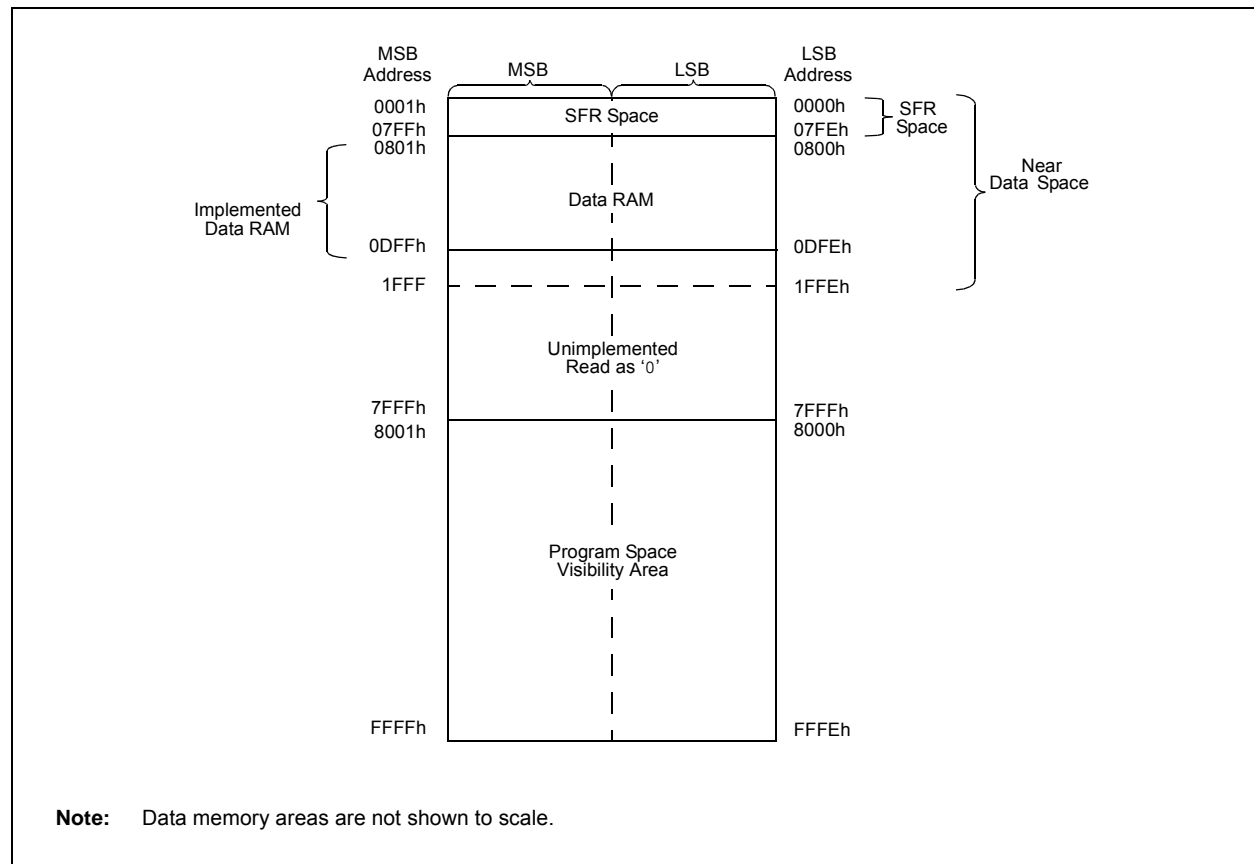 MSB
Address
MSB
LSB
LSB
Address
0001h
SFR Space
0000h
SFR
Space
07FFh
07FEh
0801h
0800h
Near
Data Space
Implemented
Data RAM
Data RAM
0DFFh
0DFEh
1FFF
1FFEh
Unimplemented
Read as ‘0’
7FFFh
7FFFh
8001h
8000h
Program Space
Visibility Area
FFFFh
FFFEh
Note: Data memory areas are not shown to scale.